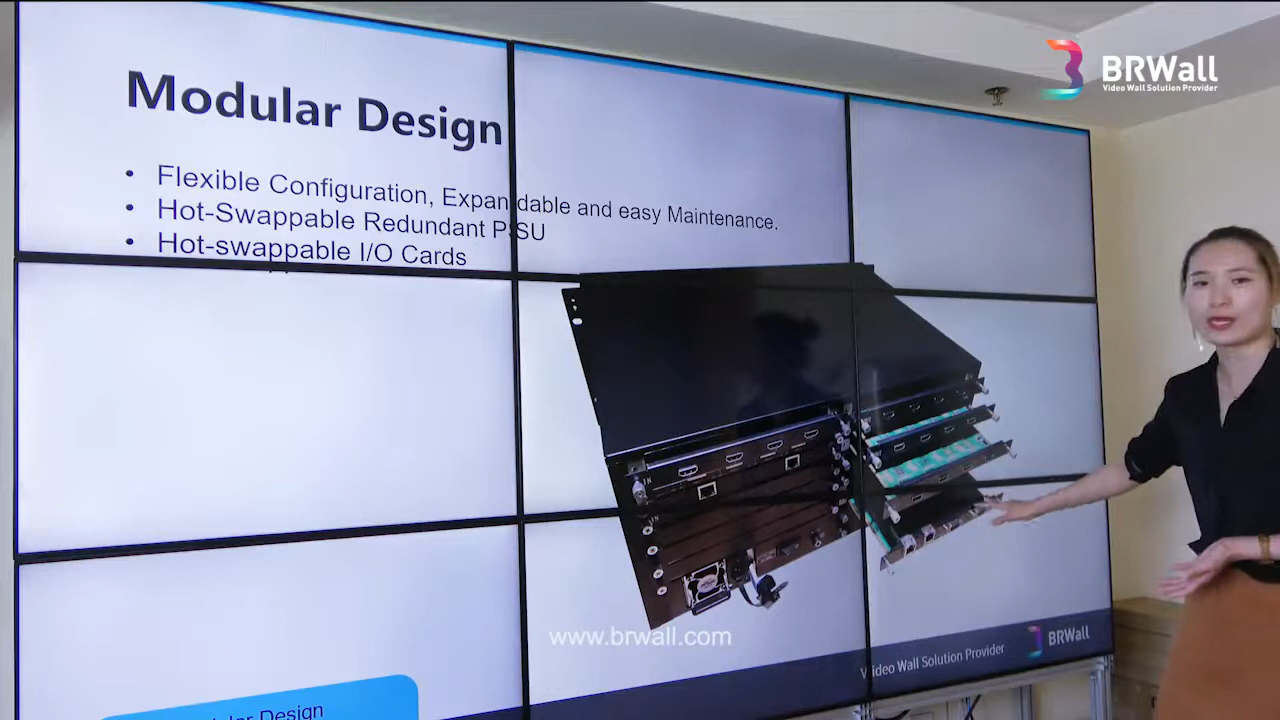 BRWall
Video Wall Solution Provider
Modular Design
• Flexible Configuration, Expandable and easy Maintenance.
• Hot-Swappable Redundant PSU
• Hot-swappable I/O Cards
www.brwall.com
Video Wall Solution Provider
BRWall
Design